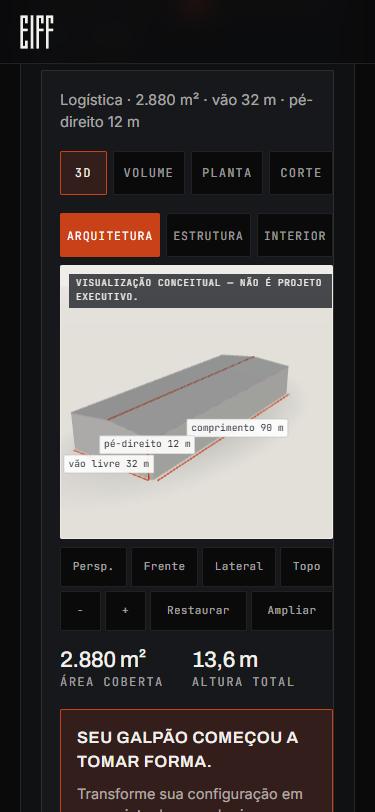 EIFF
Logística · 2.880 m² · vão 32 m · pé-
direito 12 m
3D VOLUME PLANTA CORTE
ARQUITETURA ESTRUTURA INTERIOR
VISUALIZAÇÃO CONCEITUAL — NÃO É PROJETO
EXECUTIVO.
comprimento 90 m
pé-direito 12 m
vão livre 32 m
Persp. Frente Lateral Topo
- + Restaurar Ampliar
2.880 m² 13,6 m
ÁREA COBERTA ALTURA TOTAL
SEU GALPÃO COMEÇOU A
TOMAR FORMA.
Transforme sua configuração em